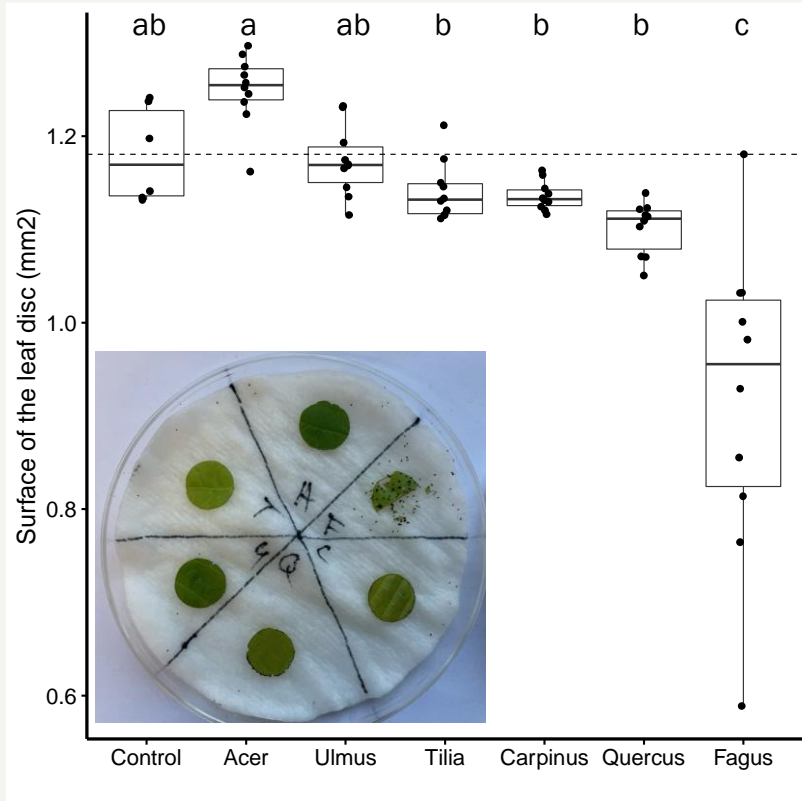 ab a ab b b b c
Surface of the leaf disc (mm2)
1.2
1.0
0.8
0.6
T A F
C
Q
Control Acer Ulmus Tilia Carpinus Quercus Fagus